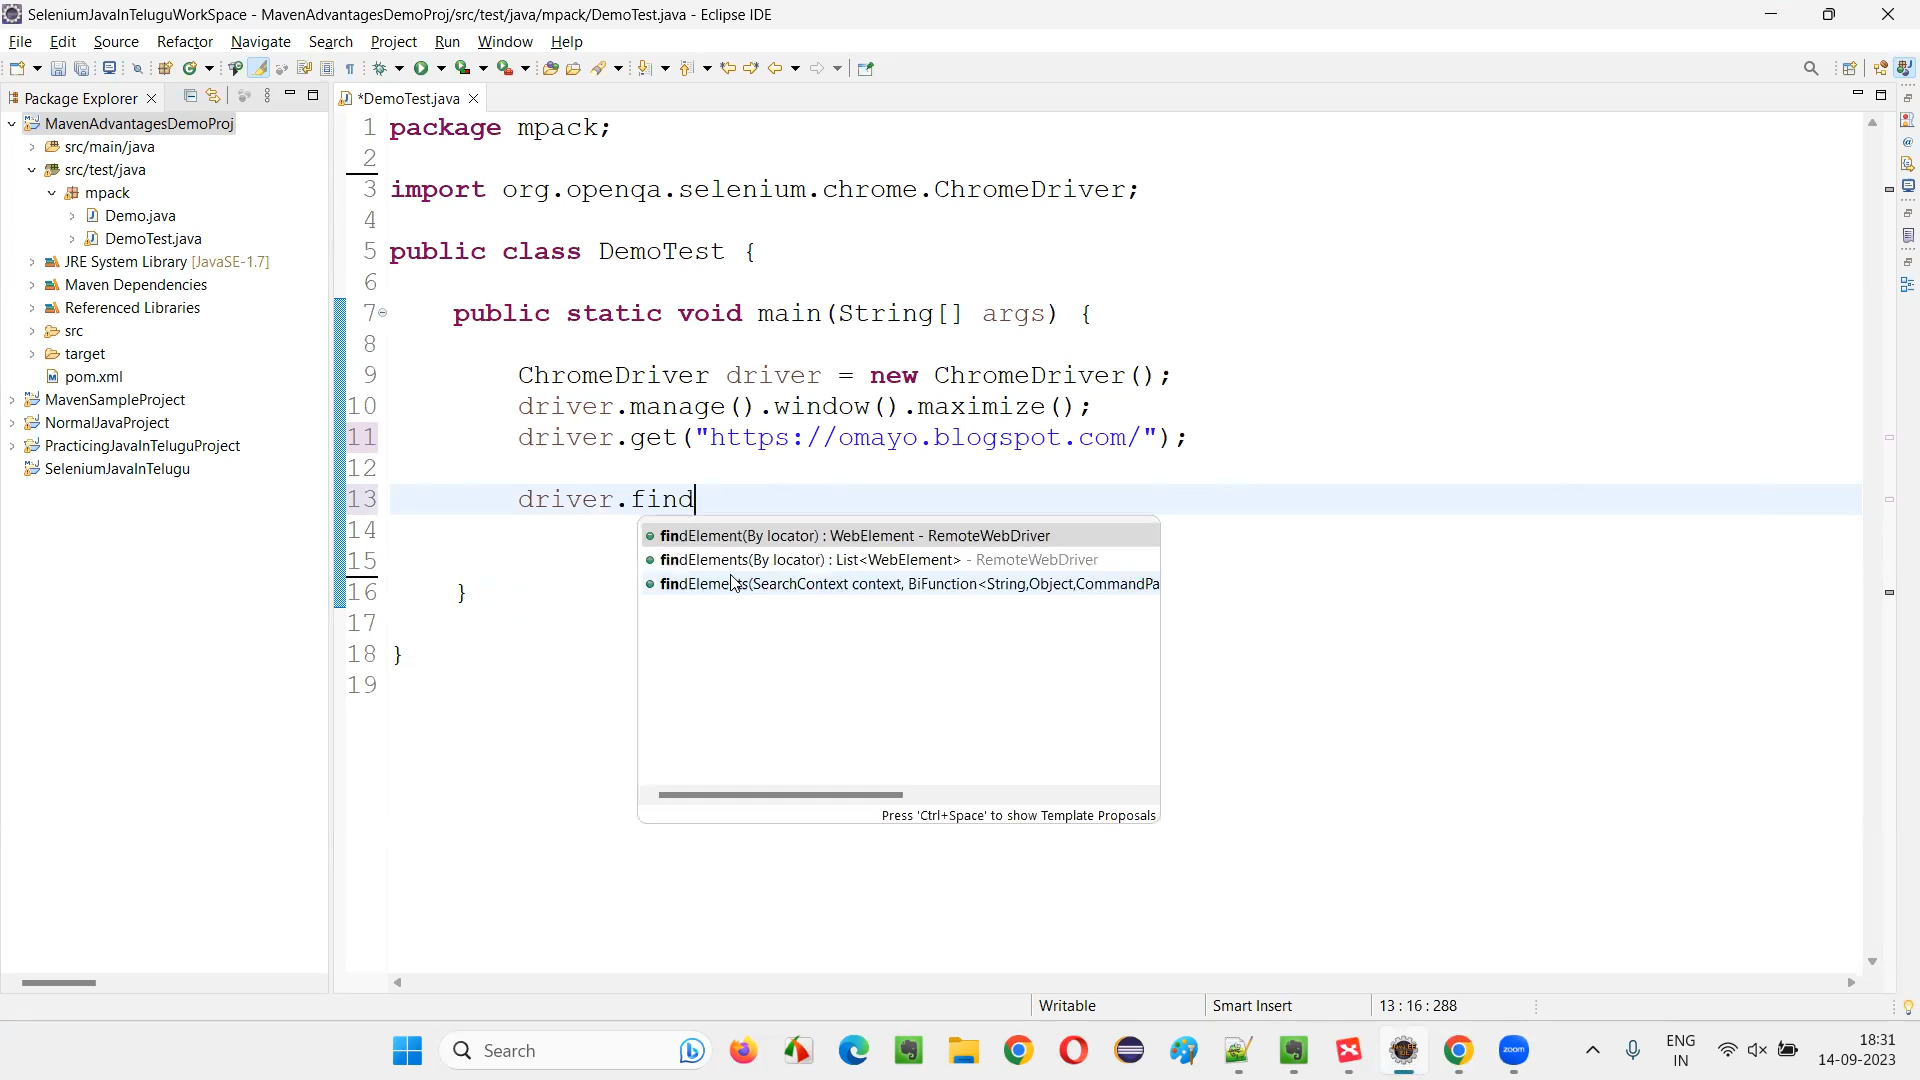 SeleniumJavaInTeluguWorkSpace - MavenAdvantagesDemoProj/src/test/java/mpack/DemoTest.java - Eclipse IDE
File Edit Source Refactor Navigate Search Project Run Window Help
Package Explorer
*DemoTest.java
MavenAdvantagesDemoProj
src/main/java
src/test/java
mpack
Demo.java
DemoTest.java
JRE System Library [JavaSE-1.7]
Maven Dependencies
Referenced Libraries
src
target
pom.xml
MavenSampleProject
NormalJavaProject
PracticingJavaInTeluguProject
SeleniumJavaInTelugu
1 package mpack;
2
3 import org.openqa.selenium.chrome.ChromeDriver;
4
5 public class DemoTest {
6
7 public static void main(String[] args) {
8
9 ChromeDriver driver = new ChromeDriver();
10 driver.manage().window().maximize();
11 driver.get("https://omayo.blogspot.com/");
12
13 driver.find
14
15
16 }
17
18 }
19
findElement(By locator) : WebElement - RemoteWebDriver
findElements(By locator) : List<WebElement> - RemoteWebDriver
findElements(SearchContext context, BiFunction<String,Object,CommandPa
Press 'Ctrl+Space' to show Template Proposals
Writable
Smart Insert
13 : 16 : 288
Search
zoom
ENG
IN
18:31
14-09-2023